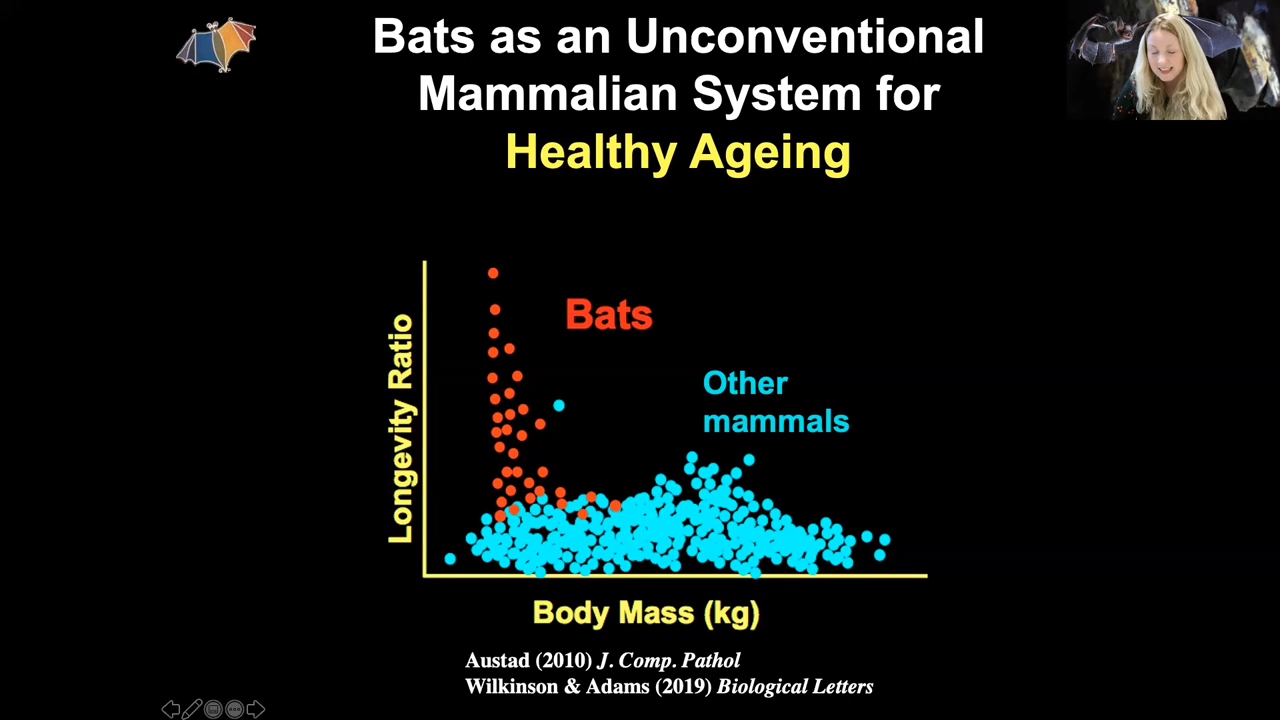 Bats as an Unconventional
Mammalian System for
Healthy Ageing
Bats
Other
mammals
Longevity Ratio
Body Mass (kg)
Austad (2010) J. Comp. Pathol
Wilkinson & Adams (2019) Biological Letters